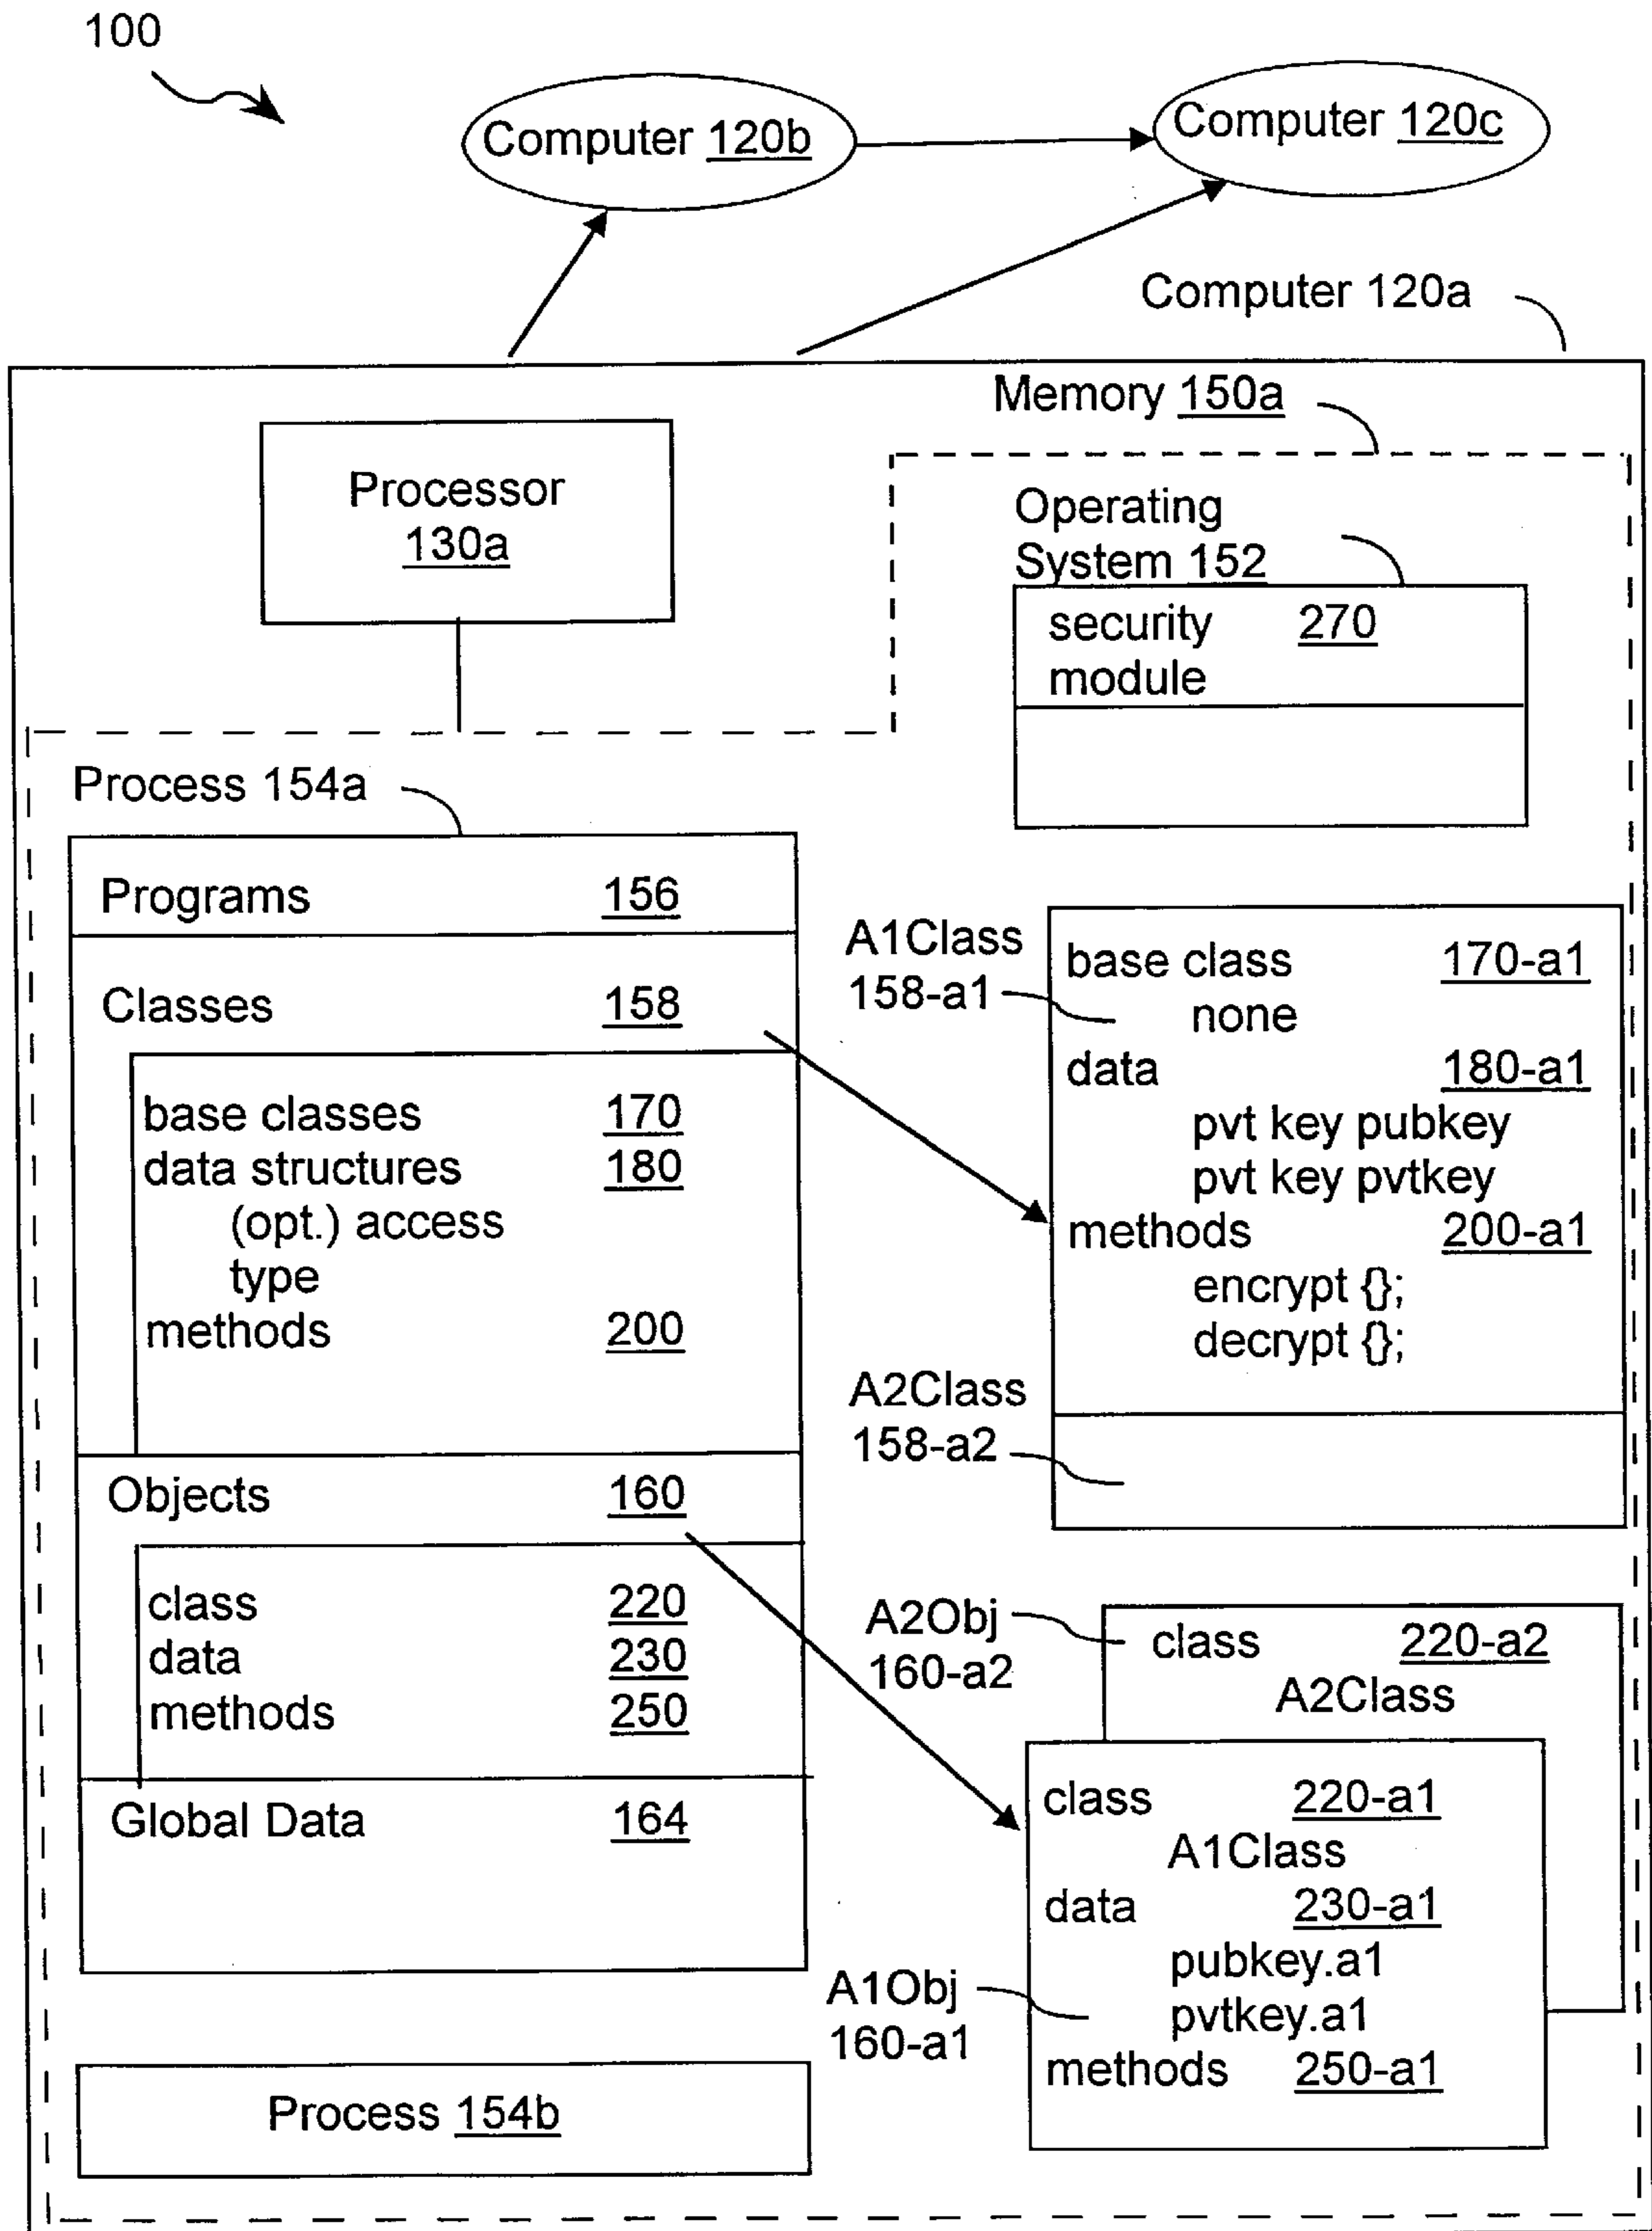 100
Computer 120b
Computer 120c
Computer 120a
Memory 150a
Processor
130a
Operating
System 152
security 270
module
Process 154a
Programs 156
Classes 158
base classes 170
data structures 180
(opt.) access
type
methods 200
A1Class
158-a1
base class 170-a1
none
data 180-a1
pvt key pubkey
pvt key pvtkey
methods 200-a1
encrypt {};
decrypt {};
A2Class
158-a2
Objects 160
class 220
data 230
methods 250
A2Obj
160-a2
class 220-a2
A2Class
class 220-a1
A1Class
data 230-a1
pubkey.a1
pvtkey.a1
methods 250-a1
A1Obj
160-a1
Global Data 164
Process 154b